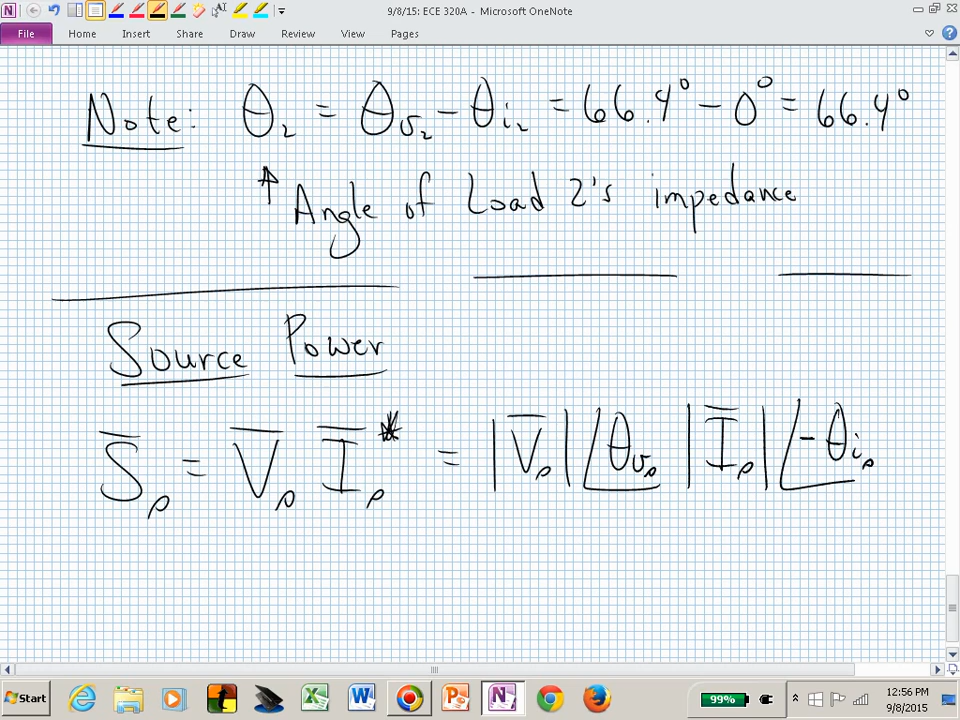 9/8/15: ECE 320A - Microsoft OneNote
File Home Insert Share Draw Review View Pages
Note: θ₂ = θv₂ - θi₂ = 66.4° - 0° = 66.4°
↑ Angle of Load 2's impedance
Source Power
S̅ₚ = V̅ₚ I̅ₚ* = |V̅ₚ| ∠θvₚ |I̅ₚ| ∠-θiₚ
Start 99% 12:56 PM
9/8/2015